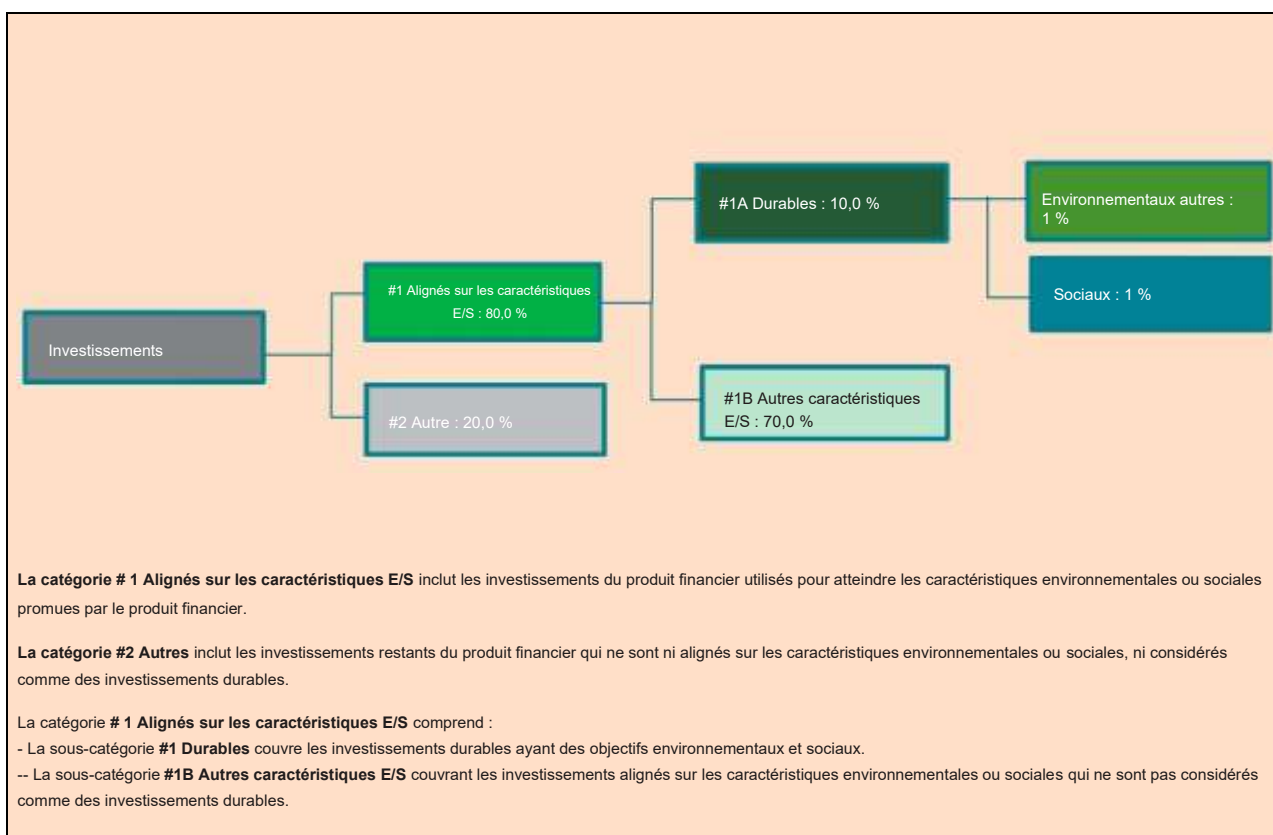 #1A Durables : 10,0 %
Environnementaux autres :
1 %
#1 Alignés sur les caractéristiques
E/S : 80,0 %
Sociaux : 1 %
Investissements
#2 Autre : 20,0 %
#1B Autres caractéristiques
E/S : 70,0 %
La catégorie # 1 Alignés sur les caractéristiques E/S inclut les investissements du produit financier utilisés pour atteindre les caractéristiques environnementales ou sociales
promues par le produit financier.
La catégorie #2 Autres inclut les investissements restants du produit financier qui ne sont ni alignés sur les caractéristiques environnementales ou sociales, ni considérés
comme des investissements durables.
La catégorie # 1 Alignés sur les caractéristiques E/S comprend :
- La sous-catégorie #1 Durables couvre les investissements durables ayant des objectifs environnementaux et sociaux.
-- La sous-catégorie #1B Autres caractéristiques E/S couvrant les investissements alignés sur les caractéristiques environnementales ou sociales qui ne sont pas considérés
comme des investissements durables.